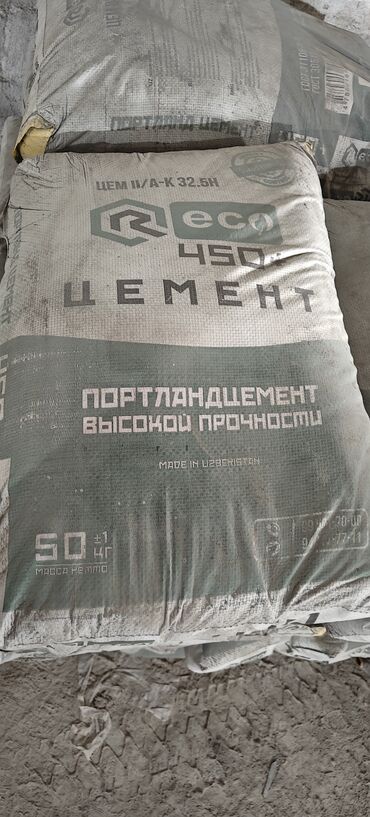 ПОРТЛАНД ЦЕМЕНТ
ЦЕМ II/А-К 32.5Н
R eco
450
ЦЕМЕНТ
ПОРТЛАНДЦЕМЕНТ
ВЫСОКОЙ ПРОЧНОСТИ
MADE IN UZBEKISTAN
50 ±1 КГ
МАССА НЕТТО